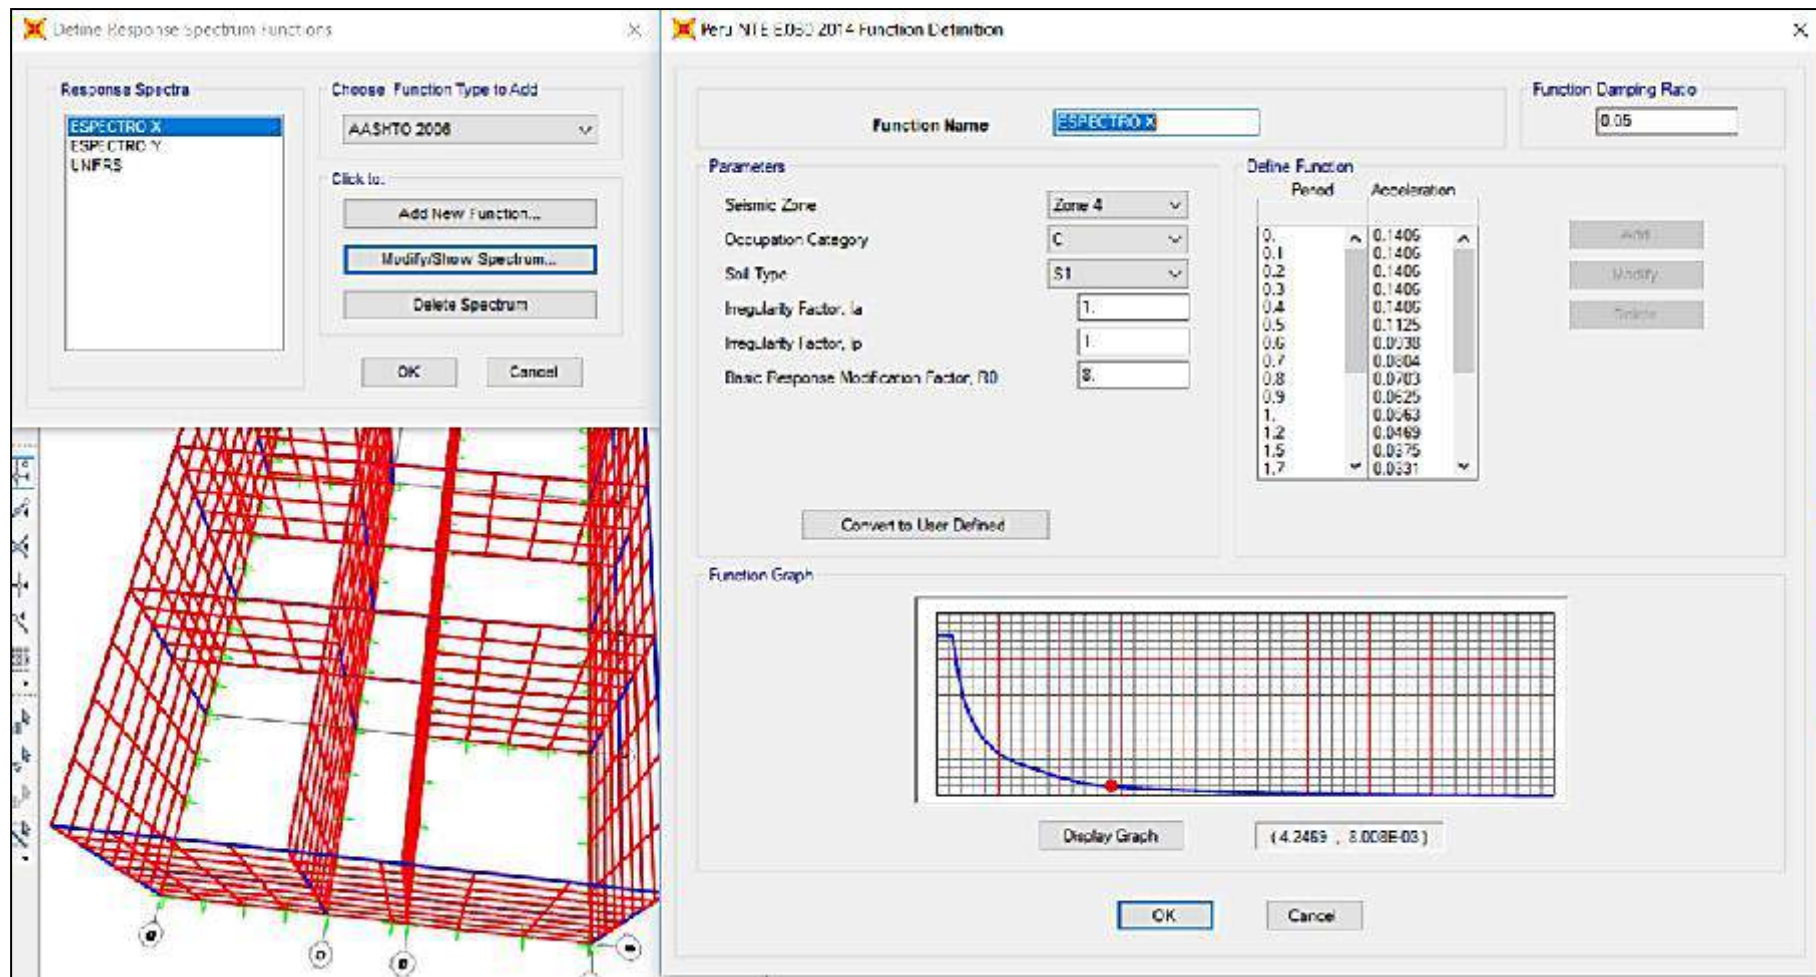 Define Response Spectrum Functions
Response Spectra
ESPECTRO X
ESPECTRO Y
UNIFRS
Choose Function Type to Add
AASHTO 2006
Click to:
Add New Function...
Modify/Show Spectrum...
Delete Spectrum
OK
Cancel
Peru NTE E.030 2014 Function Definition
Function Name
ESPECTRO X
Function Damping Ratio
0.05
Parameters
Seismic Zone
Zone 4
Occupation Category
C
Soil Type
S1
Irregularity Factor, Ia
1.
Irregularity Factor, Ip
1.
Basic Response Modification Factor, R0
8.
Convert to User Defined
Define Function
Period Acceleration
0. 0.1406
0.1 0.1406
0.2 0.1406
0.3 0.1406
0.4 0.1406
0.5 0.1125
0.6 0.0938
0.7 0.0804
0.8 0.0703
0.9 0.0625
1. 0.0563
1.2 0.0469
1.5 0.0375
1.7 0.0331
Add
Modify
Delete
Function Graph
Display Graph
(4.2469 , 8.008E-03)
OK
Cancel